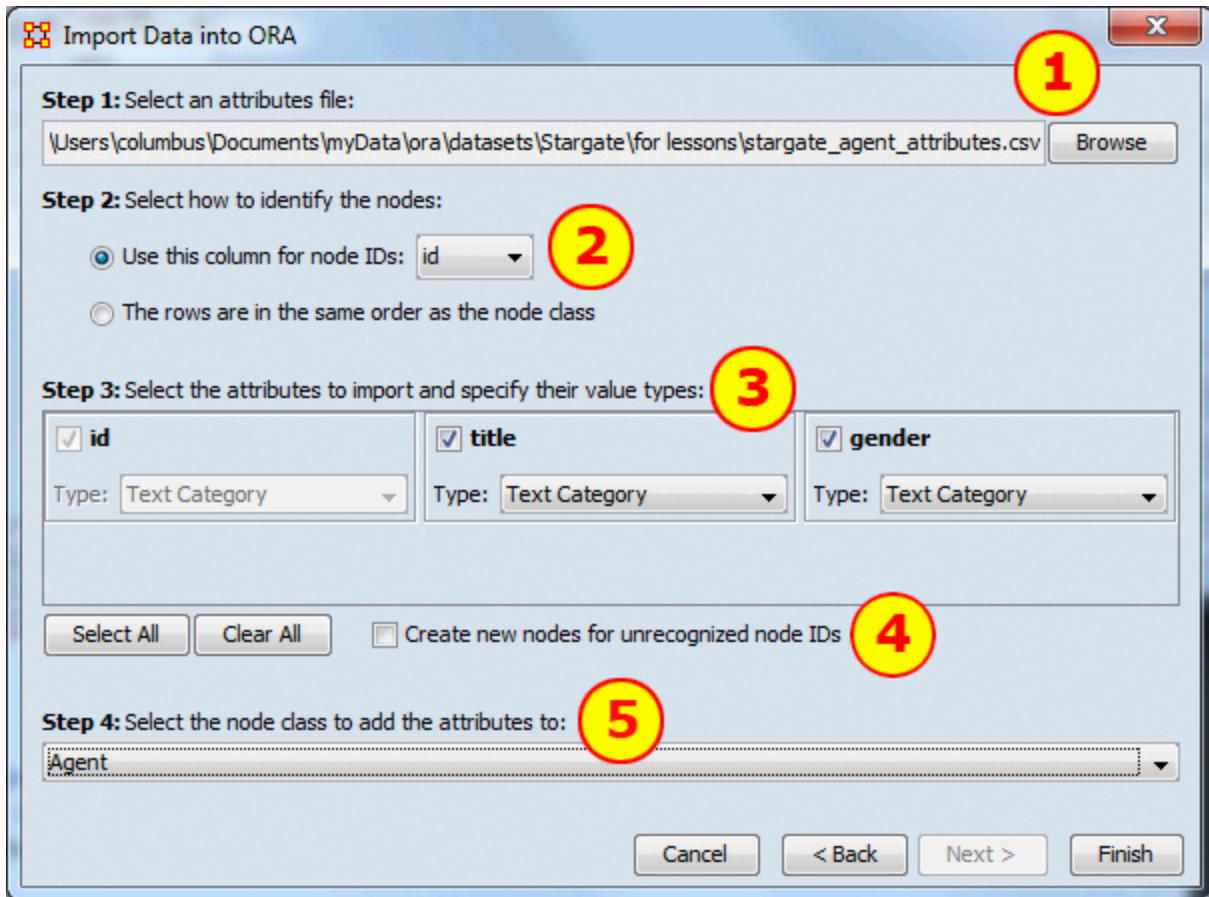 Import Data into ORA
X
1
Step 1: Select an attributes file:
\Users\columbus\Documents\myData\ora\datasets\Stargate\for lessons\stargate_agent_attributes.csv Browse
Step 2: Select how to identify the nodes:
2
Use this column for node IDs: id
The rows are in the same order as the node class
Step 3: Select the attributes to import and specify their value types: 3
id title gender
Type: Text Category Type: Text Category Type: Text Category
Select All Clear All Create new nodes for unrecognized node IDs 4
Step 4: Select the node class to add the attributes to: 5
Agent
Cancel < Back Next > Finish